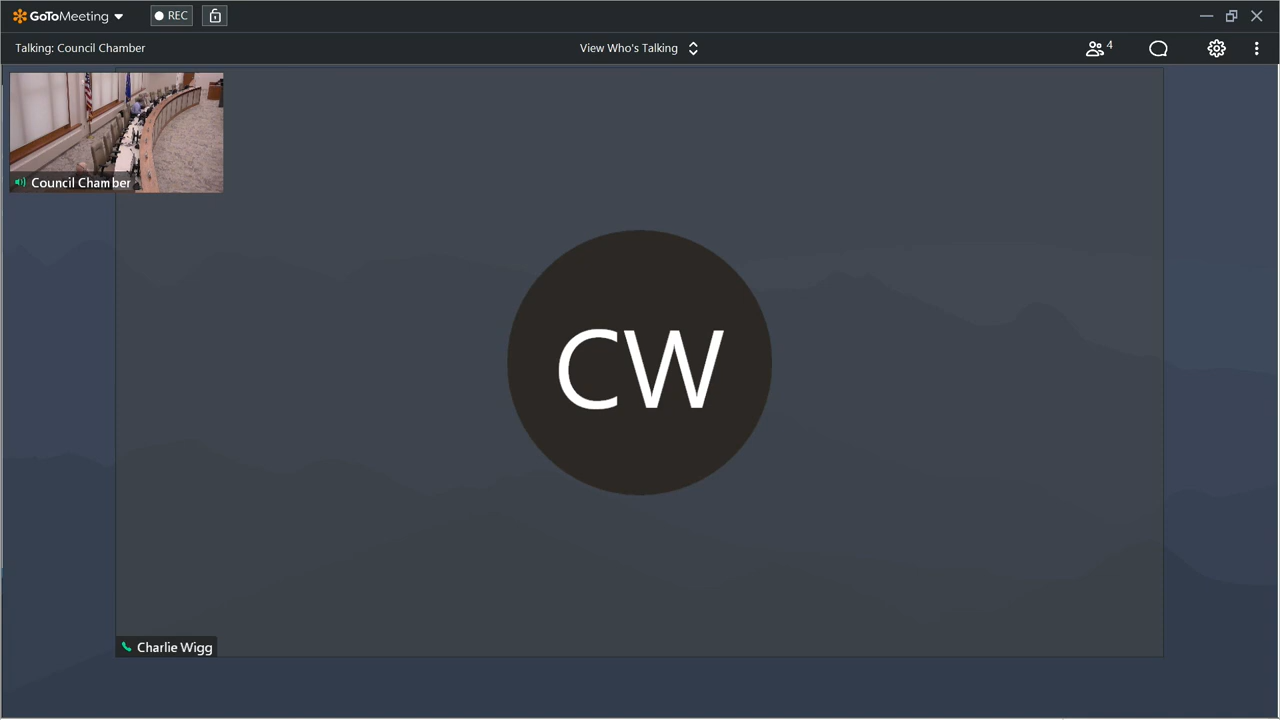 GoToMeeting
REC
Talking: Council Chamber
View Who's Talking
4
Council Chamber
CW
Charlie Wigg